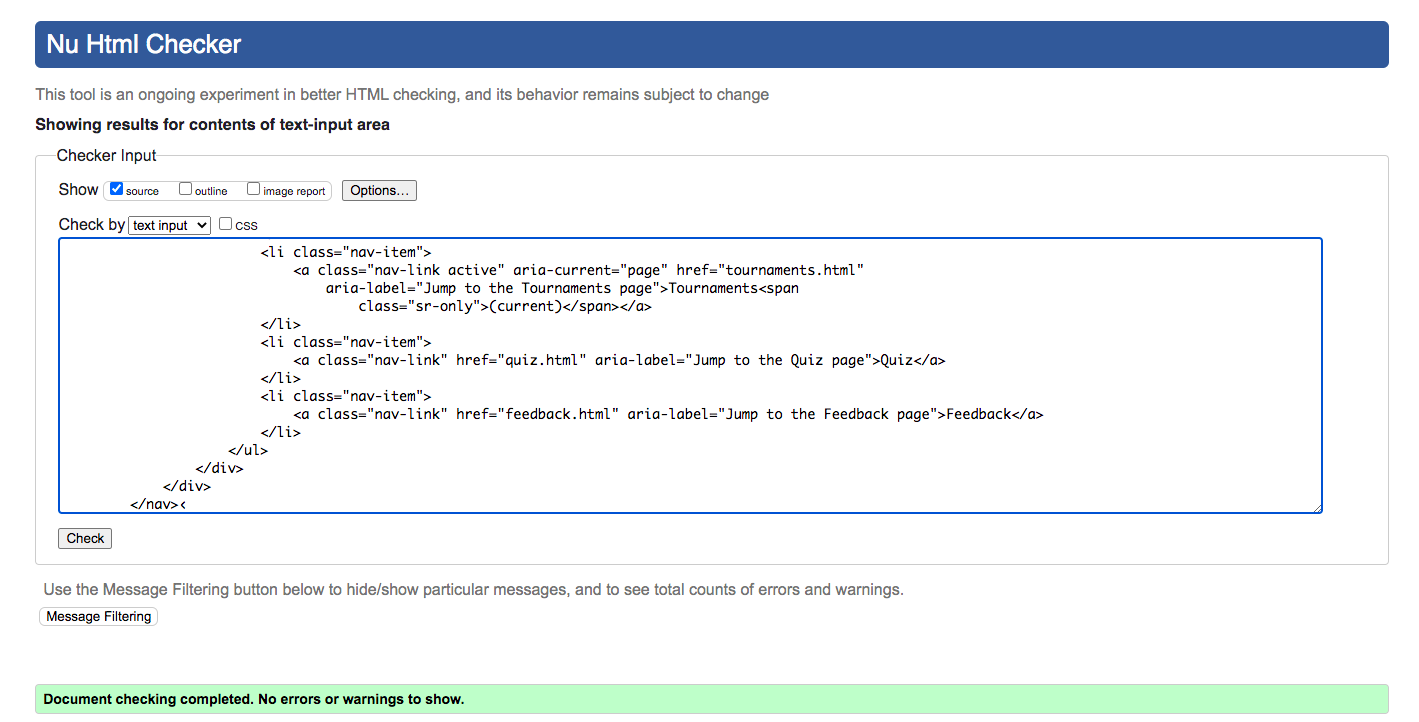 Nu Html Checker
This tool is an ongoing experiment in better HTML checking, and its behavior remains subject to change
Showing results for contents of text-input area
Checker Input
Show source outline image report Options...
Check by text input CSS
<li class="nav-item">
<a class="nav-link active" aria-current="page" href="tournaments.html"
aria-label="Jump to the Tournaments page">Tournaments<span
class="sr-only">(current)</span></a>
</li>
<li class="nav-item">
<a class="nav-link" href="quiz.html" aria-label="Jump to the Quiz page">Quiz</a>
</li>
<li class="nav-item">
<a class="nav-link" href="feedback.html" aria-label="Jump to the Feedback page">Feedback</a>
</li>
</ul>
</div>
</div>
</nav><
Check
Use the Message Filtering button below to hide/show particular messages, and to see total counts of errors and warnings.
Message Filtering
Document checking completed. No errors or warnings to show.